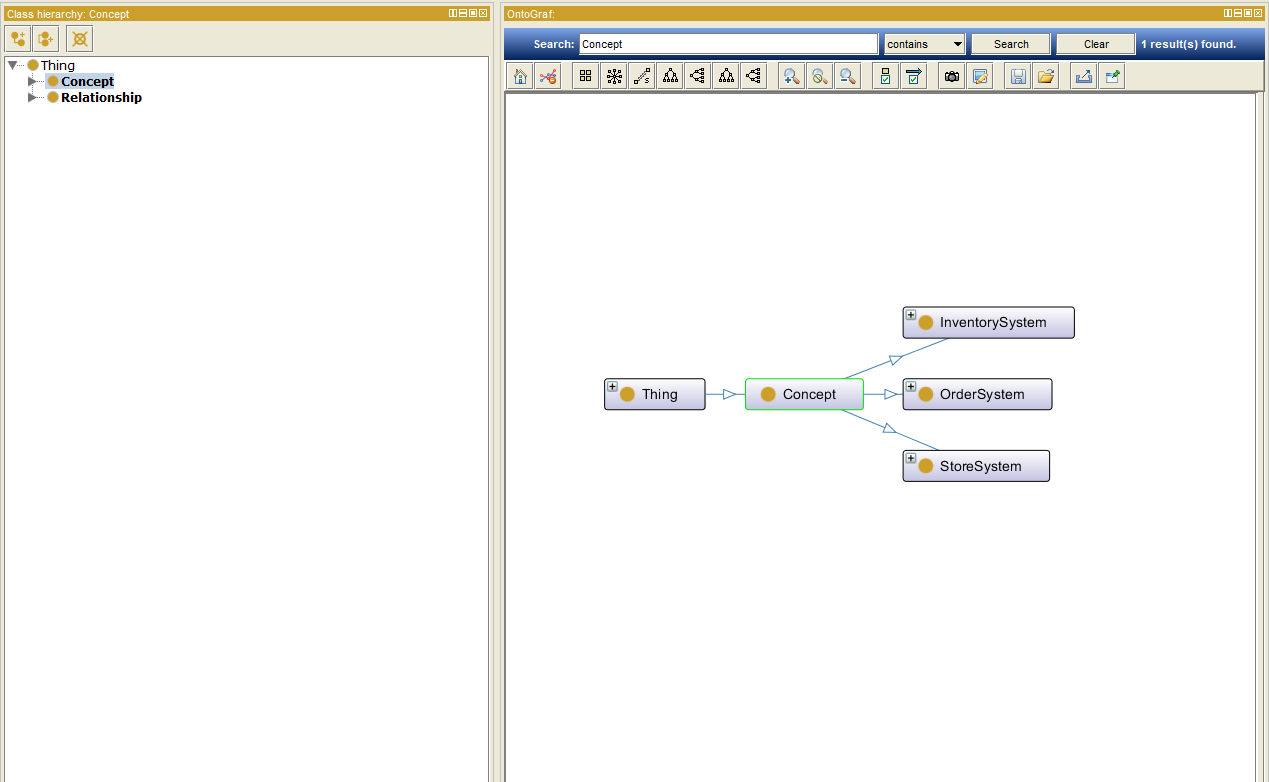 Class hierarchy: Concept
Thing
Concept
Relationship
OntoGraf:
Search: Concept contains Search Clear 1 result(s) found.
InventorySystem
Thing Concept OrderSystem
StoreSystem